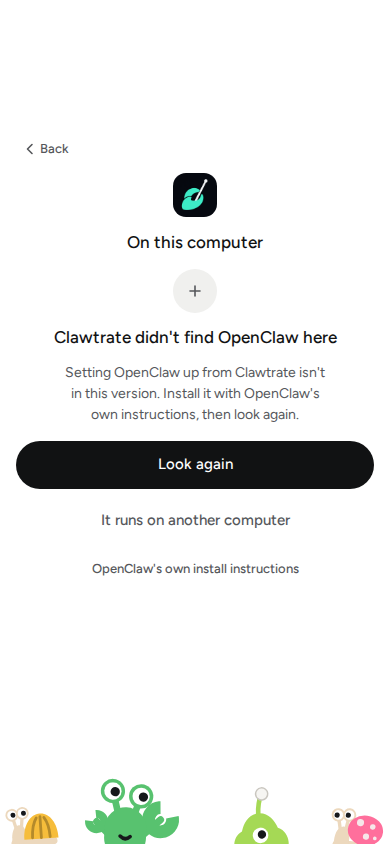 Back
On this computer
Clawtrate didn't find OpenClaw here
Setting OpenClaw up from Clawtrate isn't
in this version. Install it with OpenClaw's
own instructions, then look again.
Look again
It runs on another computer
OpenClaw's own install instructions